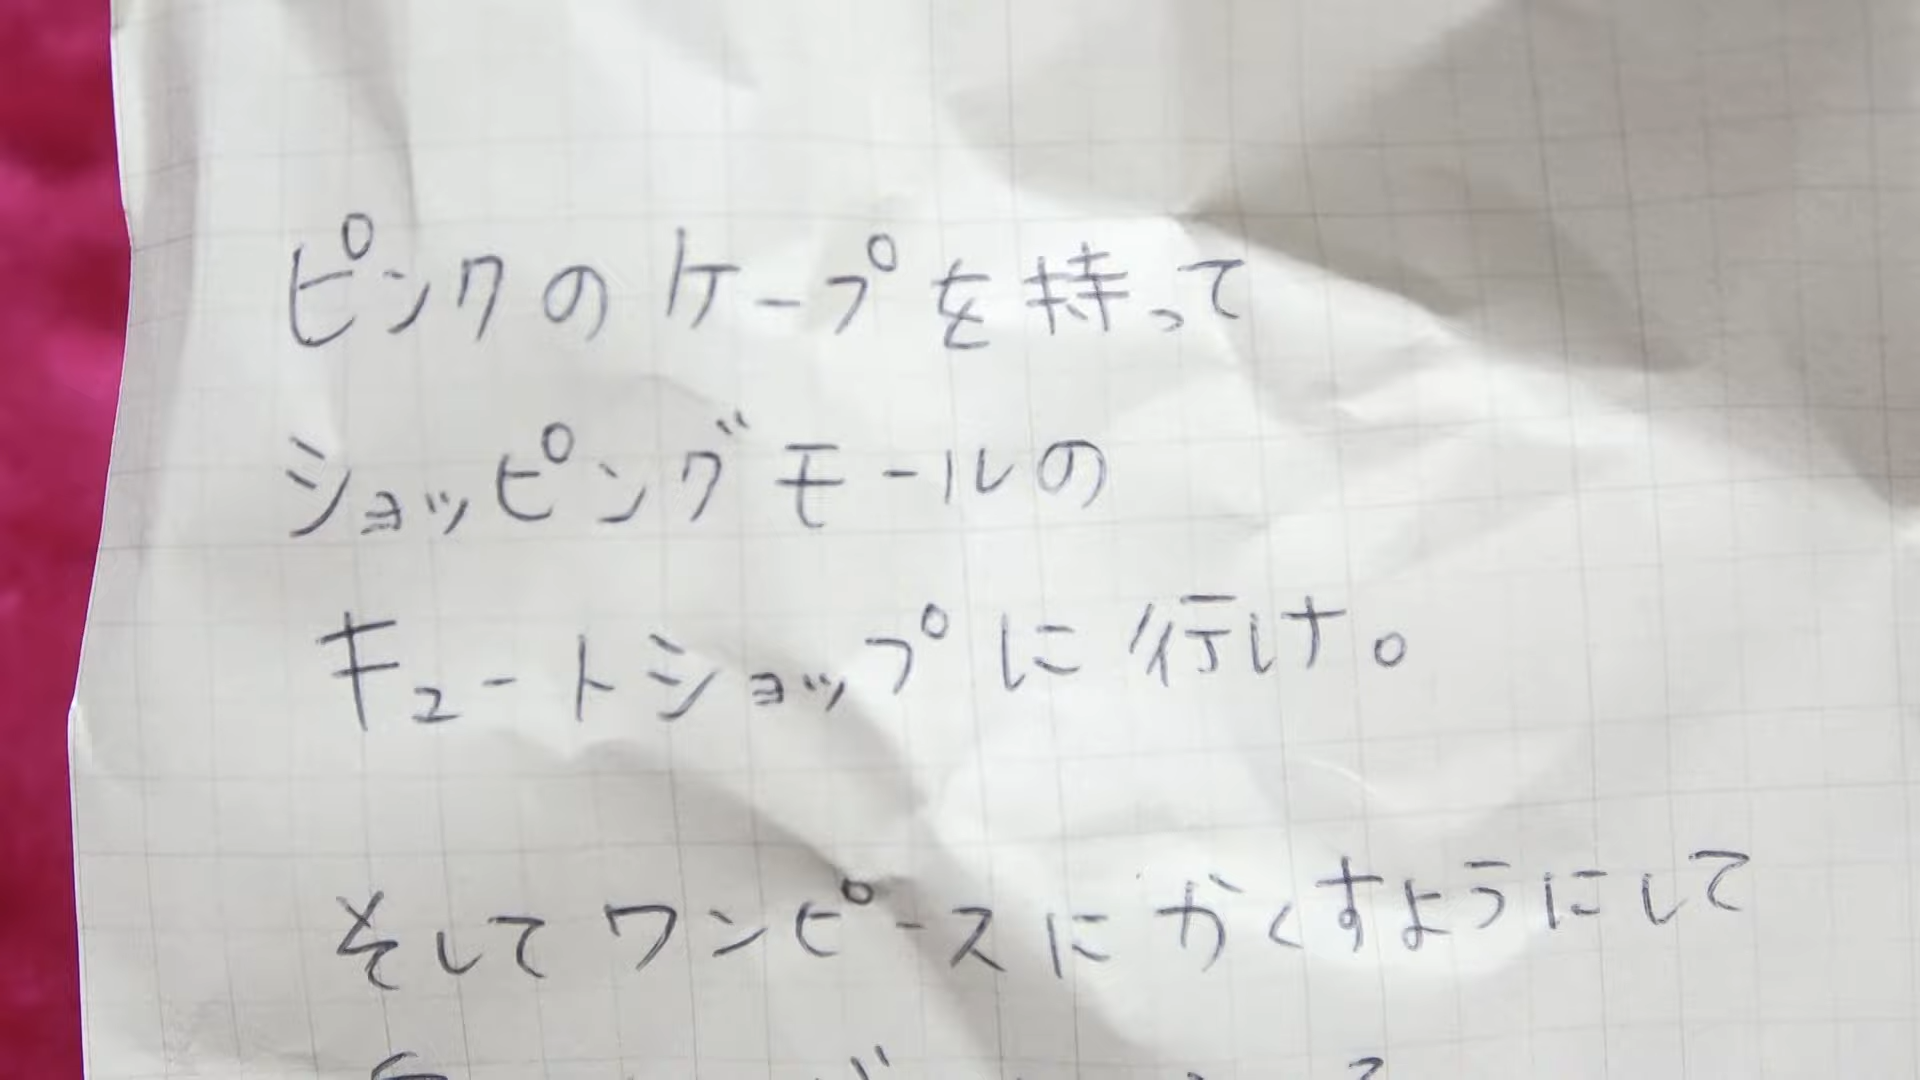 ピンクのケープを持って
ショッピングモールの
キュートショップに行け。
そしてワンピースにかくすようにして